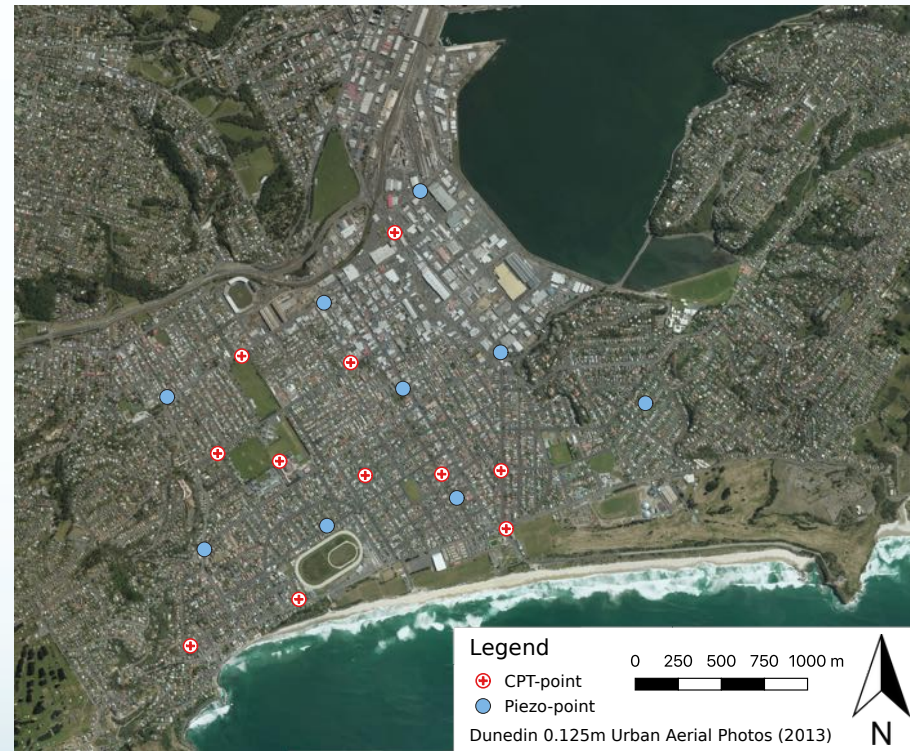 Legend
CPT-point
Piezo-point
0 250 500 750 1000 m
N
Dunedin 0.125m Urban Aerial Photos (2013)